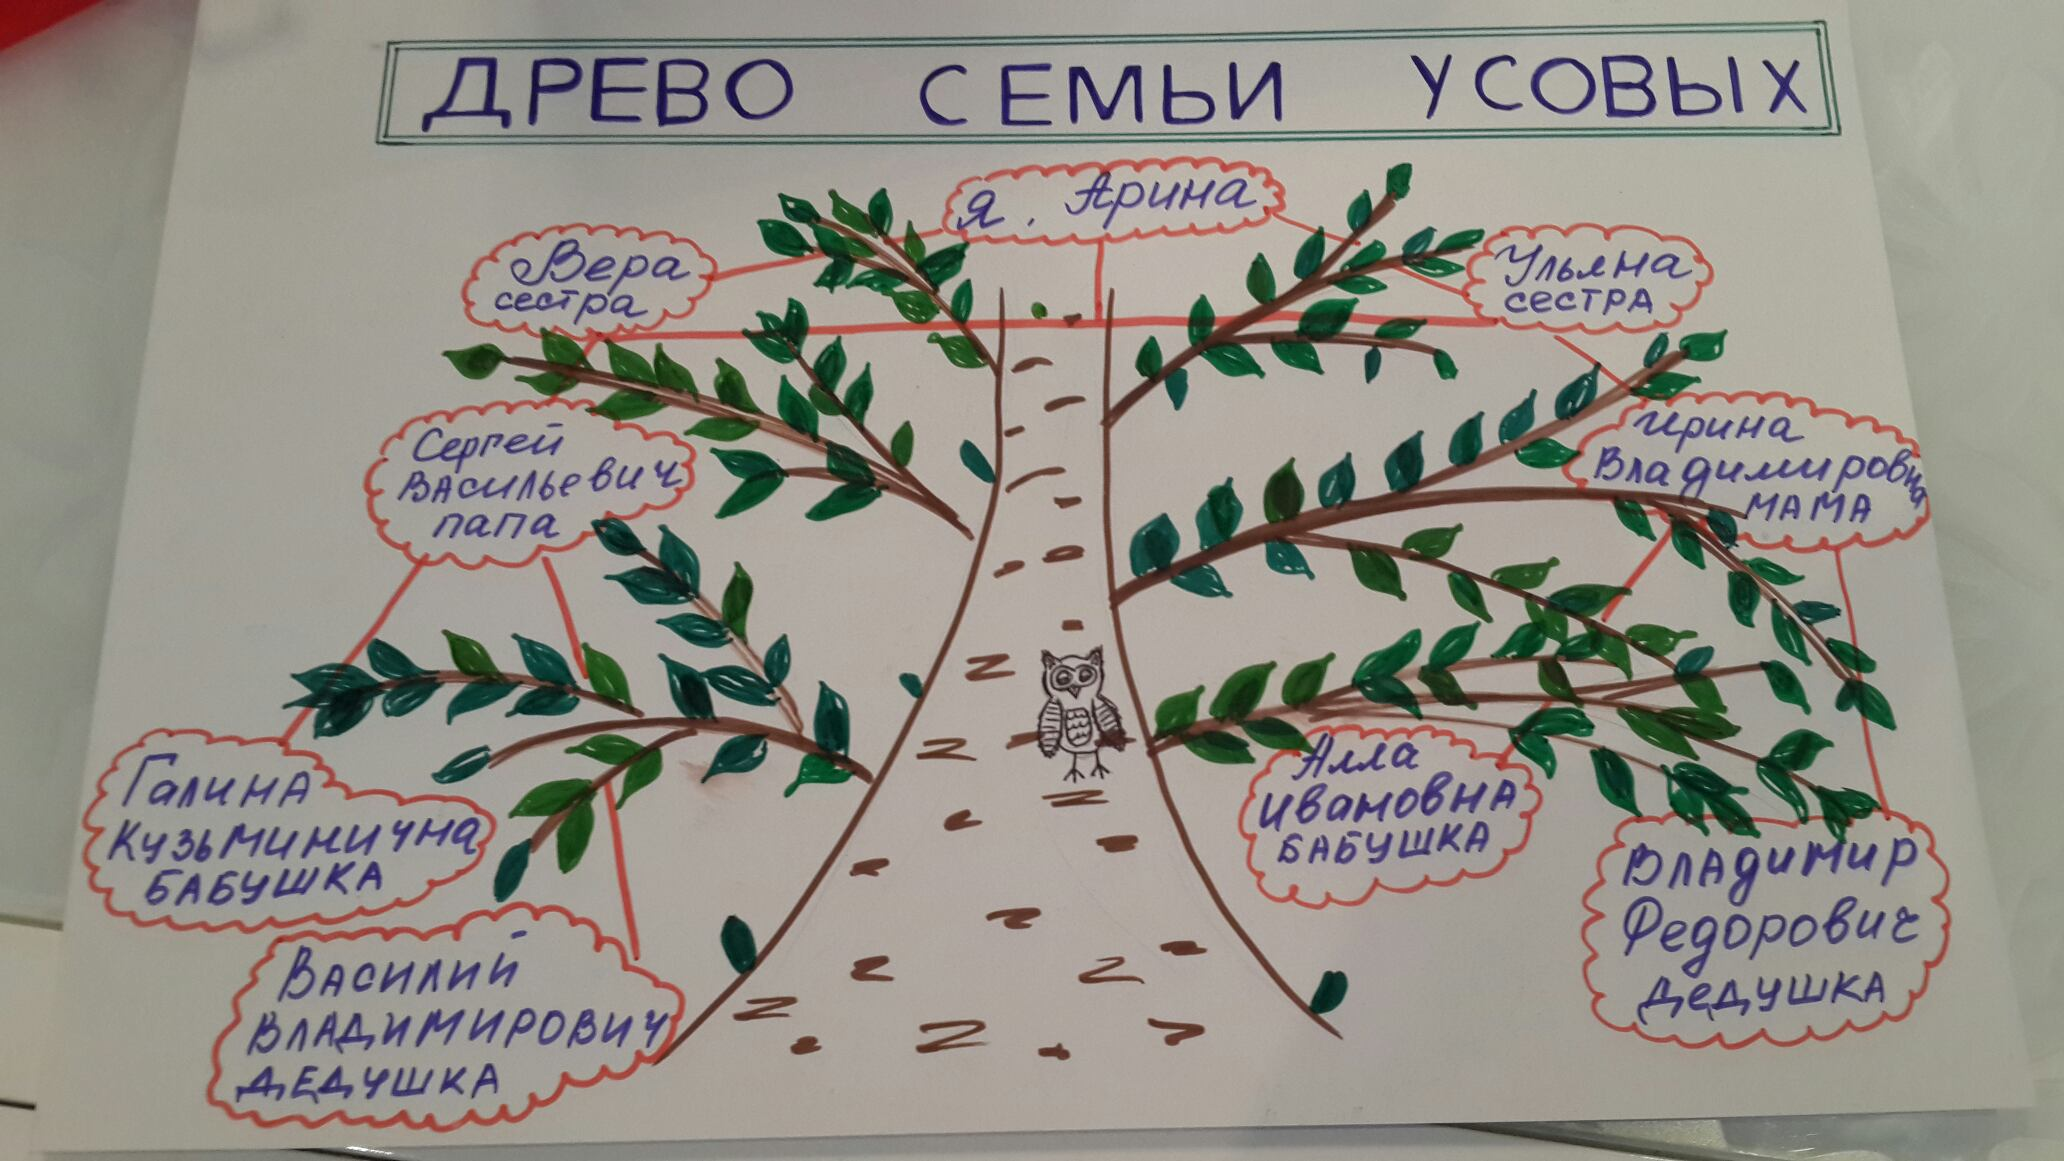 ДРЕВО СЕМЬИ УСОВЫХ
Я, Арина
Вера
сестра
Ульяна
сестра
Сергей
Васильевич
папа
Ирина
Владимировна
мама
Галина
Кузьминична
бабушка
Василий
Владимирович
дедушка
Алла
Ивановна
бабушка
Владимир
Федорович
дедушка